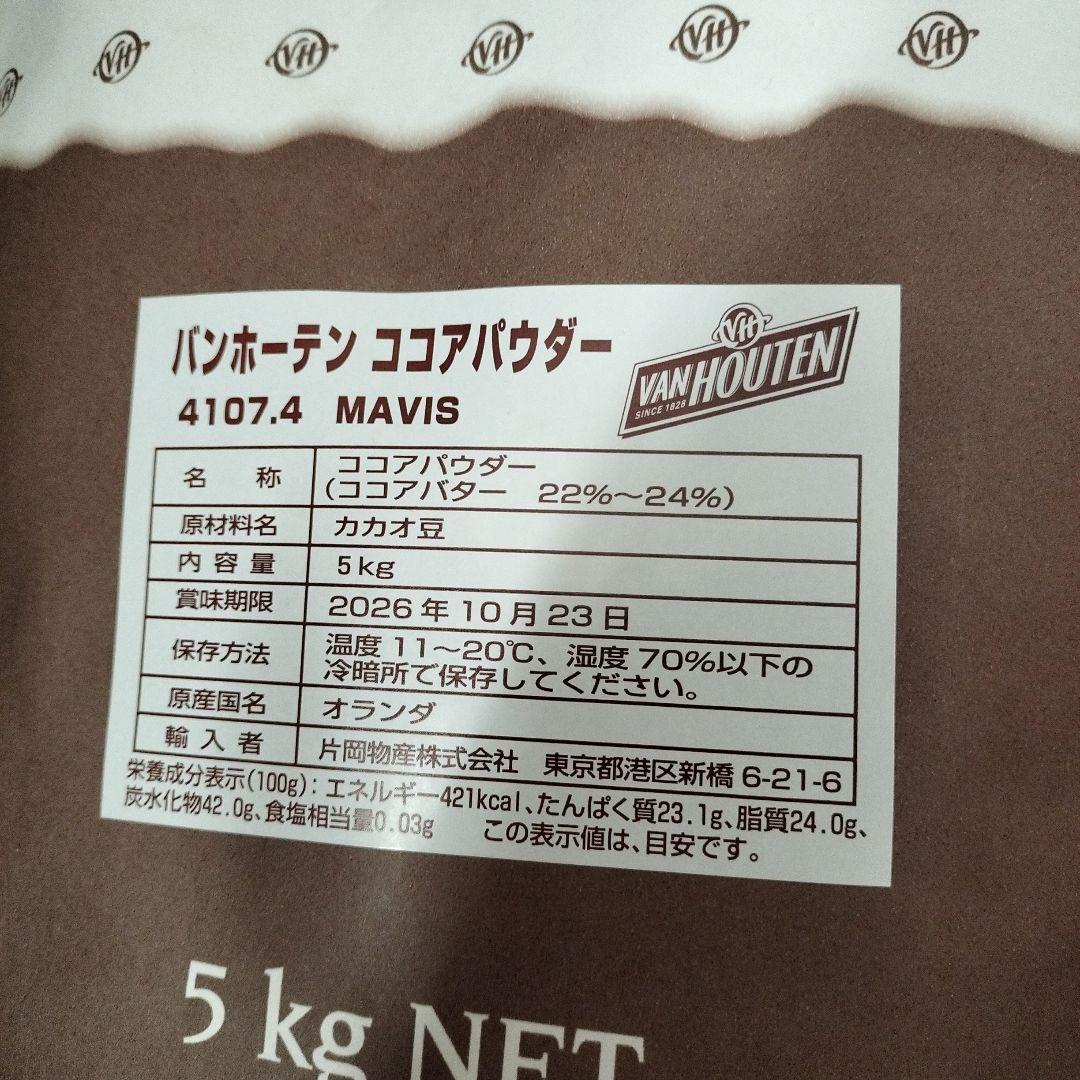 VH VH VH VH VH
バンホーテン ココアパウダー
4107.4 MAVIS
VH
VAN HOUTEN
SINCE 1828
名称 ココアパウダー
(ココアバター 22%～24%)
原材料名 カカオ豆
内容量 5kg
賞味期限 2026年10月23日
保存方法 温度11～20℃、湿度70%以下の
冷暗所で保存してください。
原産国名 オランダ
輸入者 片岡物産株式会社 東京都港区新橋6-21-6
栄養成分表示(100g)：エネルギー421kcal、たんぱく質23.1g、脂質24.0g、
炭水化物42.0g、食塩相当量0.03g この表示値は、目安です。
5 kg NET